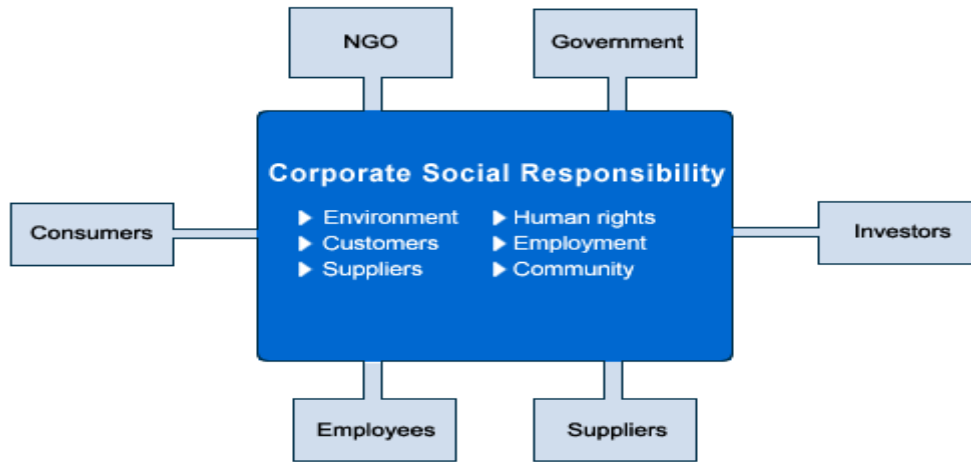 NGO
Government
Corporate Social Responsibility
Environment
Human rights
Customers
Employment
Suppliers
Community
Consumers
Investors
Employees
Suppliers